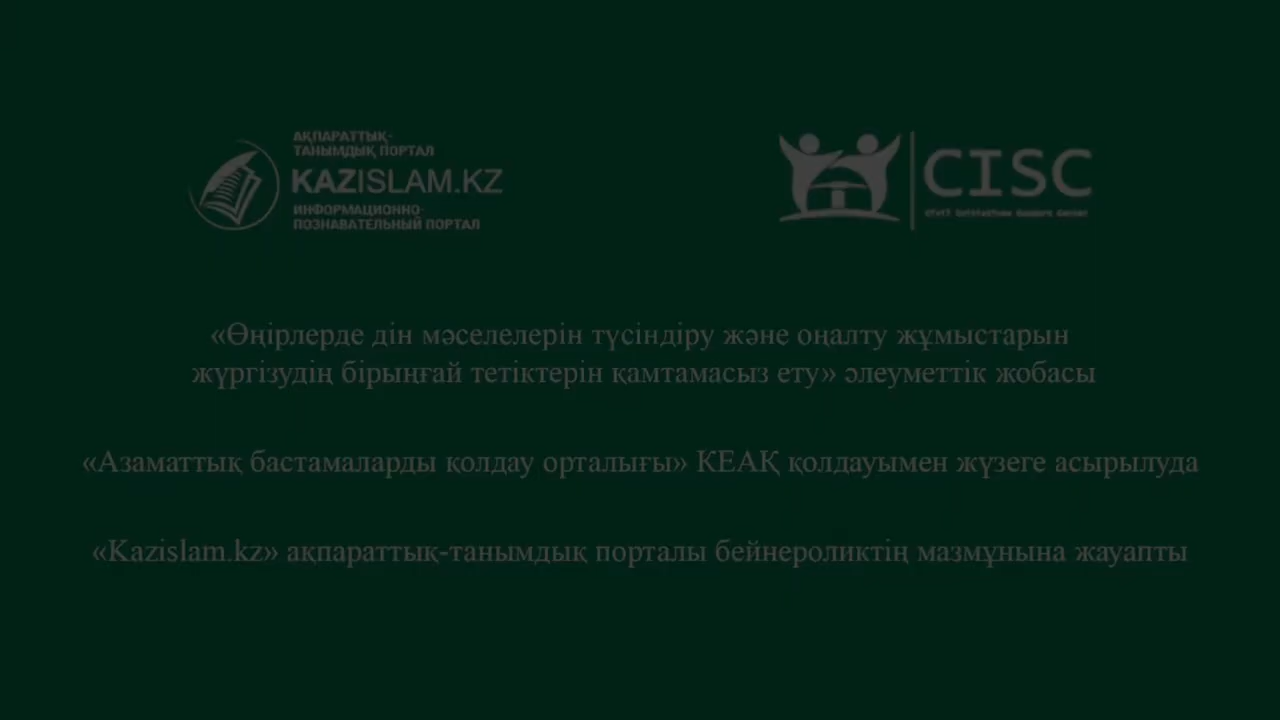 АҚПАРАТТЫҚ-
ТАНЫМДЫҚ ПОРТАЛ
KAZISLAM.KZ
ИНФОРМАЦИОННО-
ПОЗНАВАТЕЛЬНЫЙ ПОРТАЛ
CISC
«Өңірлерде дін мәселелерін түсіндіру және оңалту жұмыстарын
жүргізудің бірыңғай тетіктерін қамтамасыз ету» әлеуметтік жобасы
«Азаматтық бастамаларды қолдау орталығы» КЕАҚ қолдауымен жүзеге асырылуда
«Kazislam.kz» ақпараттық-танымдық порталы бейнероликтің мазмұнына жауапты